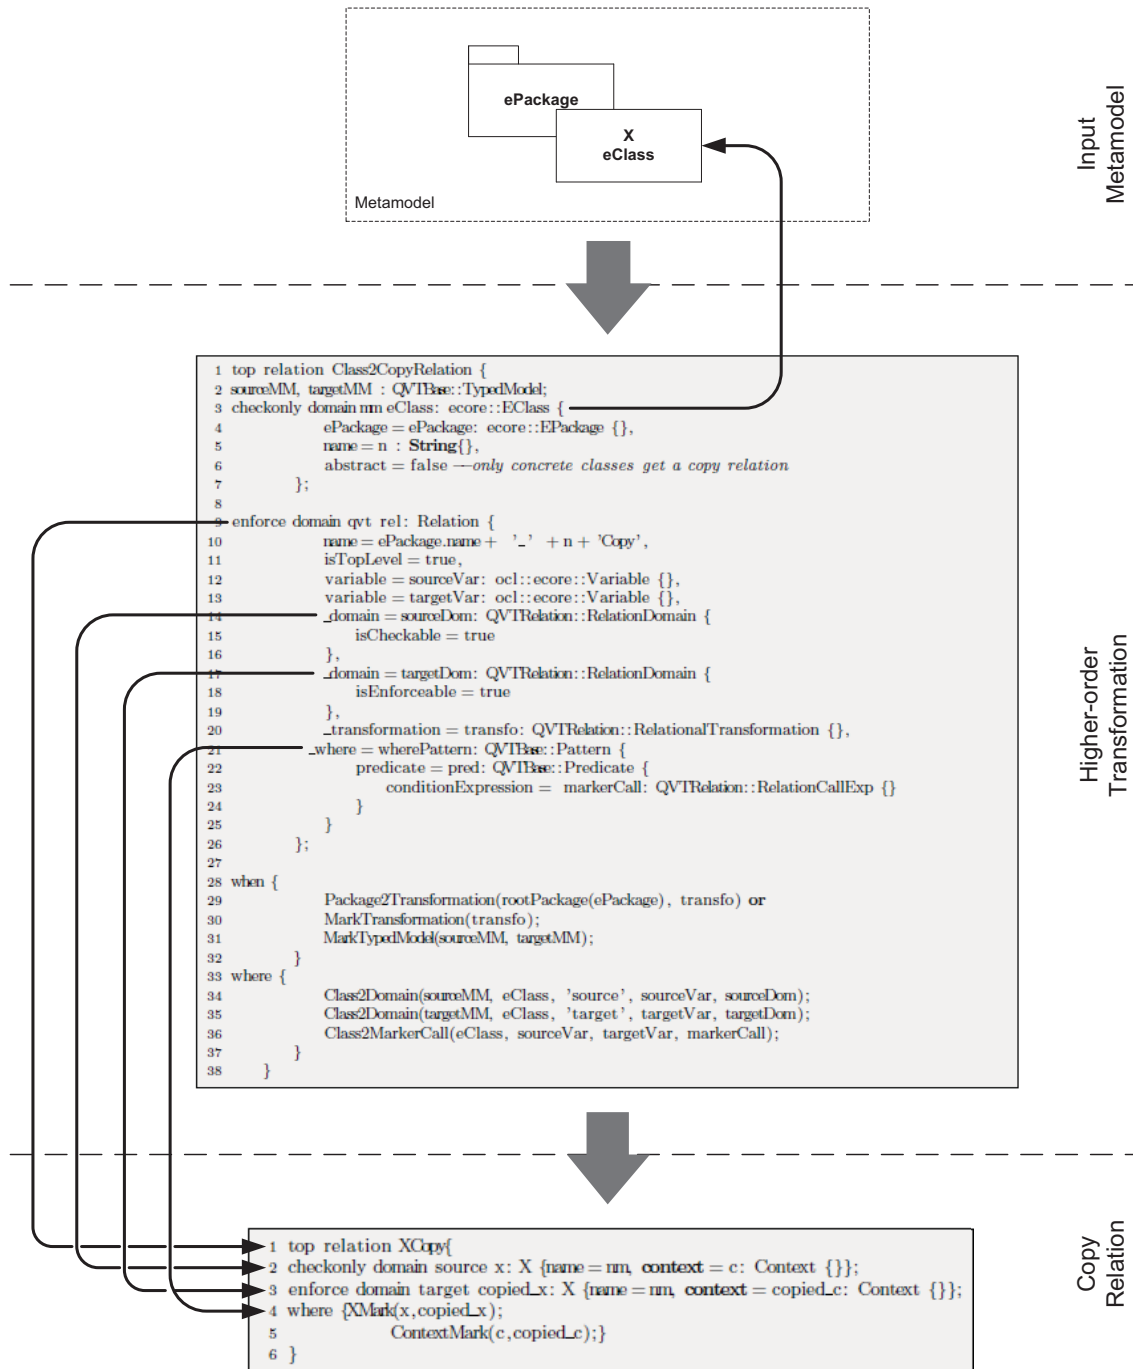 ePackage
X
eClass
Metamodel
Input
Metamodel
1 top relation Class2CopyRelation {
2 sourceMM, targetMM : QVTBase::TypedModel;
3 checkonly domain mm eClass: ecore::EClass {
4 ePackage = ePackage: ecore::EPackage {},
5 name = n : String{},
6 abstract = false —only concrete classes get a copy relation
7 };
8
9 enforce domain qvt rel: Relation {
10 name = ePackage.name + '_' + n + 'Copy',
11 isTopLevel = true,
12 variable = sourceVar: ocl::ecore::Variable {},
13 variable = targetVar: ocl::ecore::Variable {},
14 _domain = sourceDom: QVTRelation::RelationDomain {
15 isCheckable = true
16 },
17 _domain = targetDom: QVTRelation::RelationDomain {
18 isEnforceable = true
19 },
20 _transformation = transfo: QVTRelation::RelationalTransformation {},
21 _where = wherePattern: QVTBase::Pattern {
22 predicate = pred: QVTBase::Predicate {
23 conditionExpression = markerCall: QVTRelation::RelationCallExp {}
24 }
25 }
26 };
27
28 when {
29 Package2Transformation(rootPackage(ePackage), transfo) or
30 MarkTransformation(transfo);
31 MarkTypedModel(sourceMM, targetMM);
32 }
33 where {
34 Class2Domain(sourceMM, eClass, 'source', sourceVar, sourceDom);
35 Class2Domain(targetMM, eClass, 'target', targetVar, targetDom);
36 Class2MarkerCall(eClass, sourceVar, targetVar, markerCall);
37 }
38 }
Higher-order
Transformation
1 top relation XCopy{
2 checkonly domain source x: X {name = nm, context = c: Context {}};
3 enforce domain target copied_x: X {name = nm, context = copied_c: Context {}};
4 where {XMark(x,copied_x);
5 ContextMark(c,copied_c);}
6 }
Copy
Relation